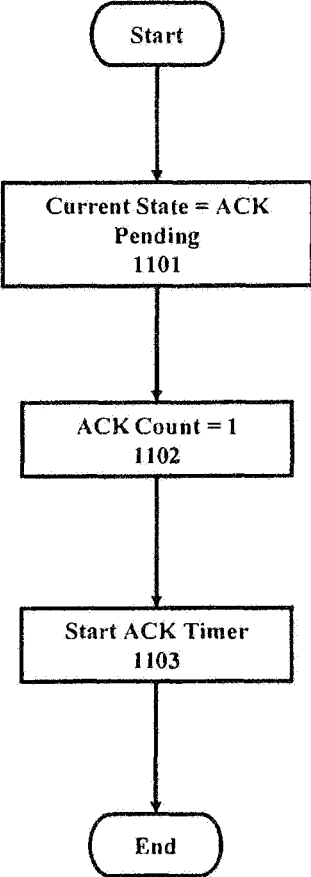 Start
Current State = ACK
Pending
1101
ACK Count = 1
1102
Start ACK Timer
1103
End